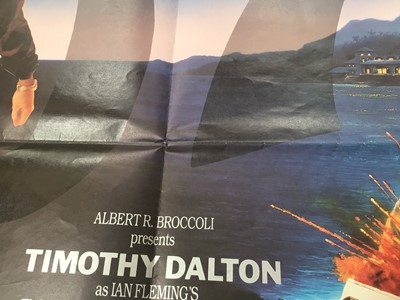 ALBERT R. BROCCOLI
presents
TIMOTHY DALTON
as IAN FLEMING'S